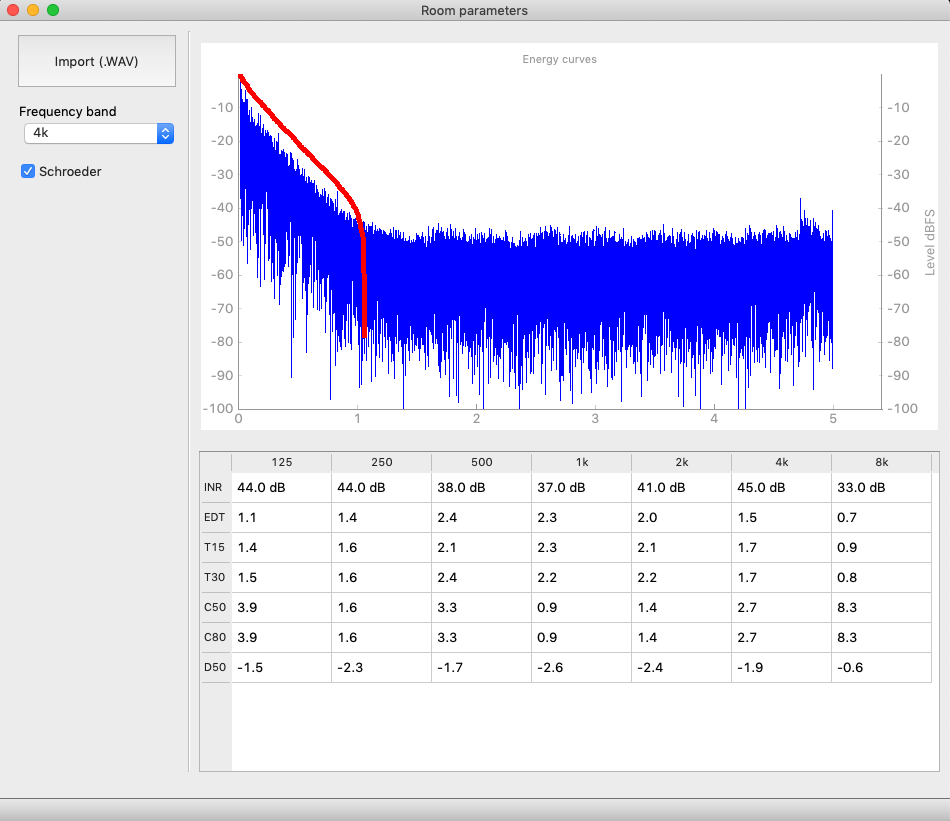 Room parameters
Import (.WAV)
Frequency band
4k
Schroeder
Energy curves
-10 -10
-20 -20
-30 -30
-40 -40
-50 -50
-60 -60
-70 -70
-80 -80
-90 -90
-100 -100
0 1 2 3 4 5
Level dBFS
125 250 500 1k 2k 4k 8k
INR 44.0 dB 44.0 dB 38.0 dB 37.0 dB 41.0 dB 45.0 dB 33.0 dB
EDT 1.1 1.4 2.4 2.3 2.0 1.5 0.7
T15 1.4 1.6 2.1 2.3 2.1 1.7 0.9
T30 1.5 1.6 2.4 2.2 2.2 1.7 0.8
C50 3.9 1.6 3.3 0.9 1.4 2.7 8.3
C80 3.9 1.6 3.3 0.9 1.4 2.7 8.3
D50 -1.5 -2.3 -1.7 -2.6 -2.4 -1.9 -0.6